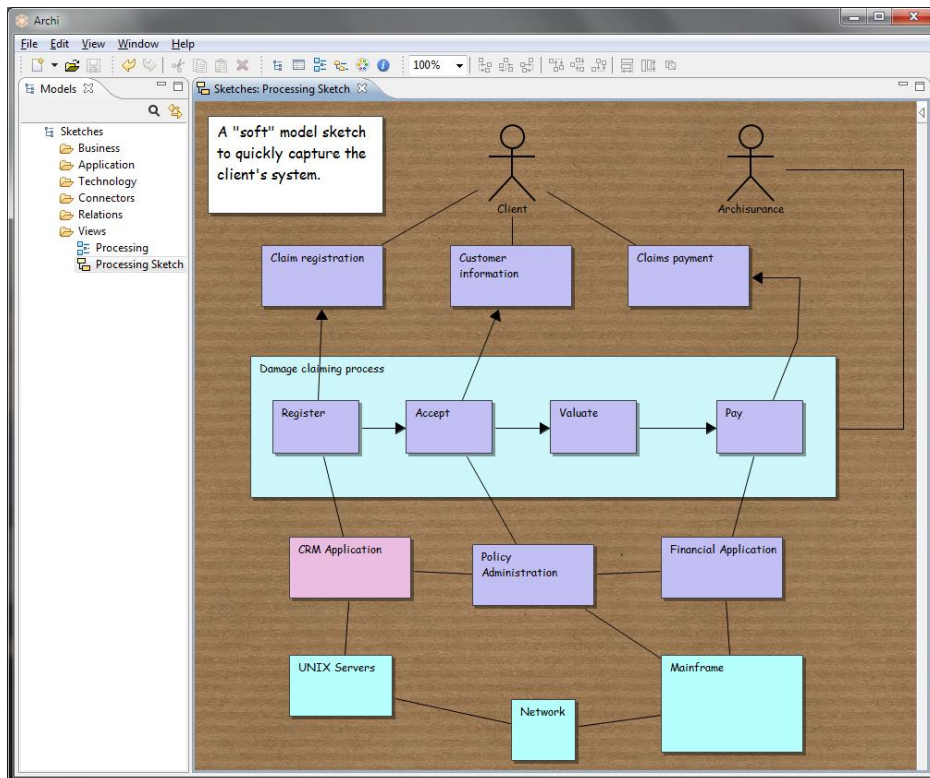 Archi
File Edit View Window Help
100%
Models
Sketches: Processing Sketch
Sketches
Business
Application
Technology
Connectors
Relations
Views
Processing
Processing Sketch
A "soft" model sketch
to quickly capture the
client's system.
Client
Archisurance
Claim registration
Customer
information
Claims payment
Damage claiming process
Register
Accept
Valuate
Pay
CRM Application
Policy
Administration
Financial Application
UNIX Servers
Mainframe
Network